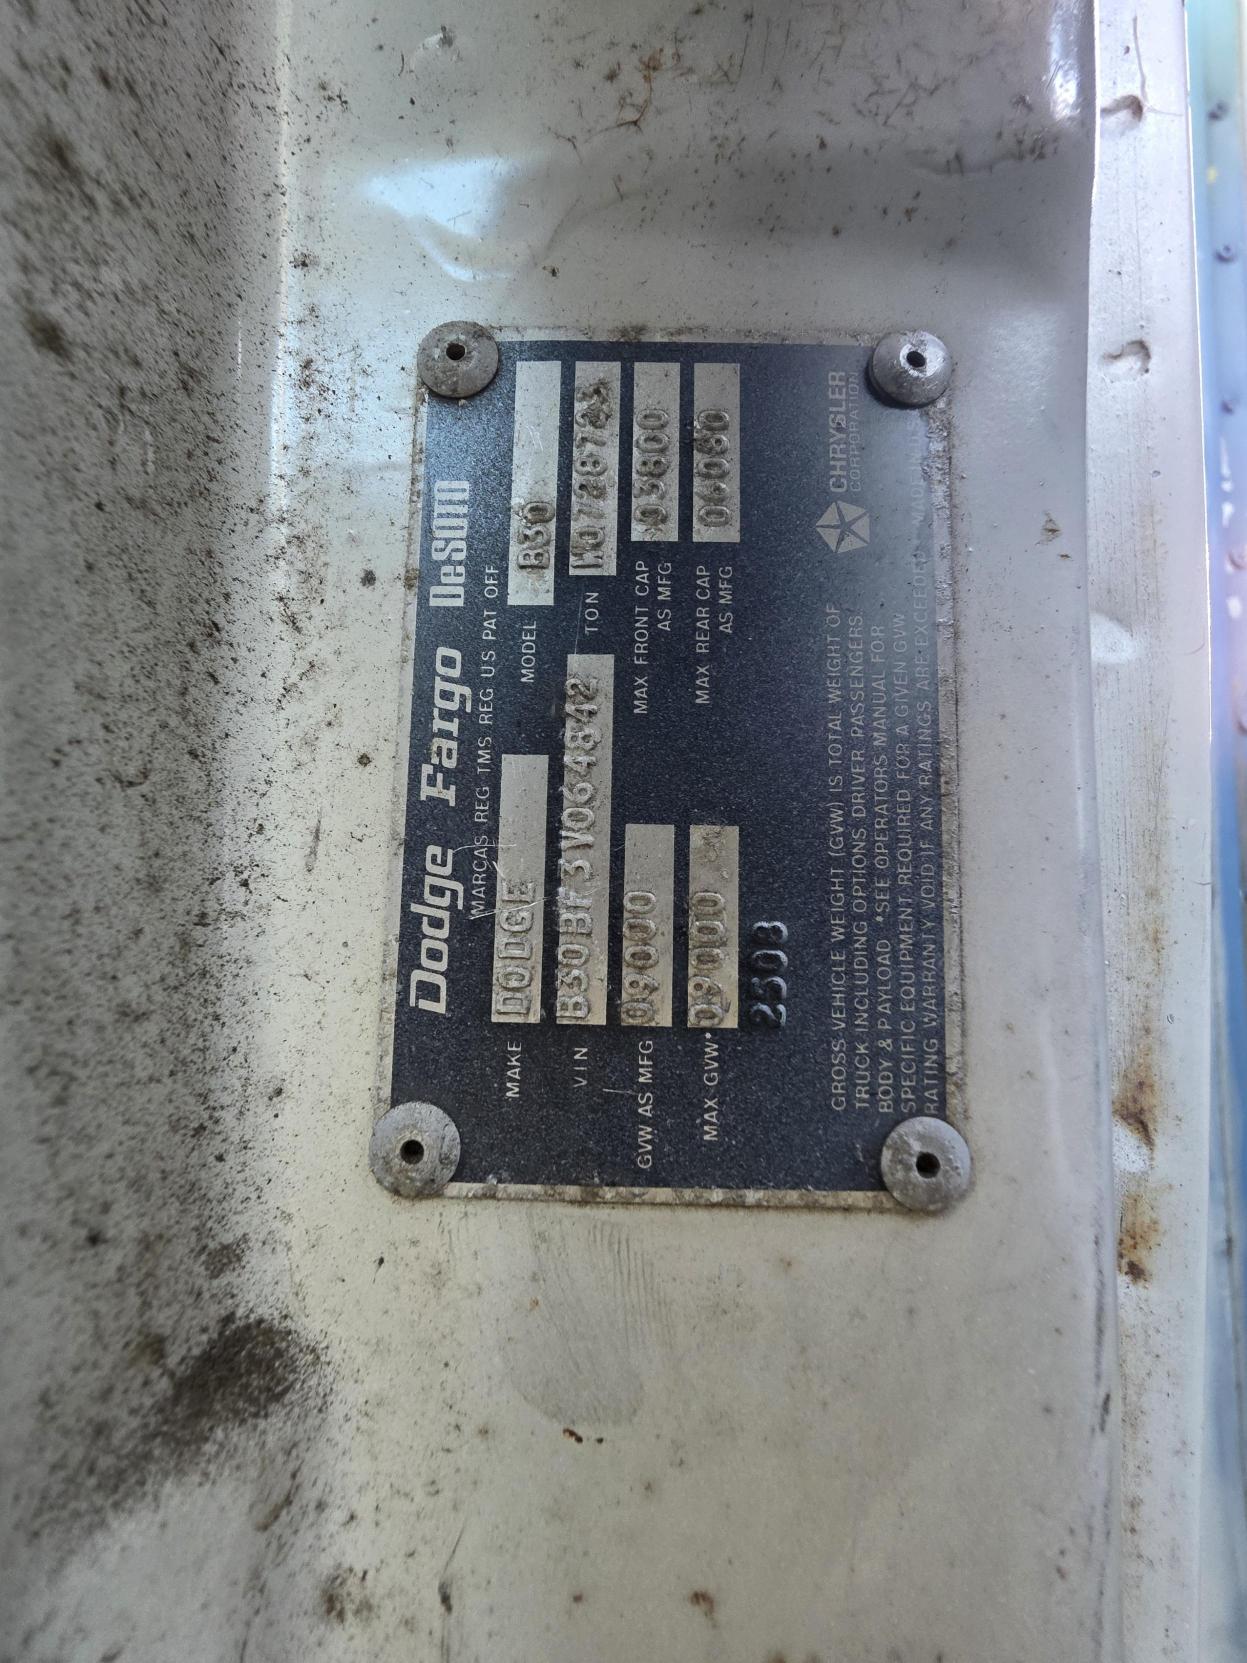 Dodge Fargo DeSoto
MARCAS REG TMS REG US PAT OFF
MAKE DODGE MODEL B30
VIN B30BF3V064842 TON
GVW AS MFG 09000 MAX FRONT CAP AS MFG 03800
MAX GVW* 09000 MAX REAR CAP AS MFG 06080
2508
CHRYSLER
CORPORATION
GROSS VEHICLE WEIGHT (GVW) IS TOTAL WEIGHT OF
TRUCK INCLUDING OPTIONS, DRIVER, PASSENGERS,
BODY & PAYLOAD *SEE OPERATORS MANUAL FOR
SPECIFIC EQUIPMENT REQUIRED FOR A GIVEN GVW
RATING WARRANTY VOID IF ANY RATINGS ARE EXCEEDED MADE IN